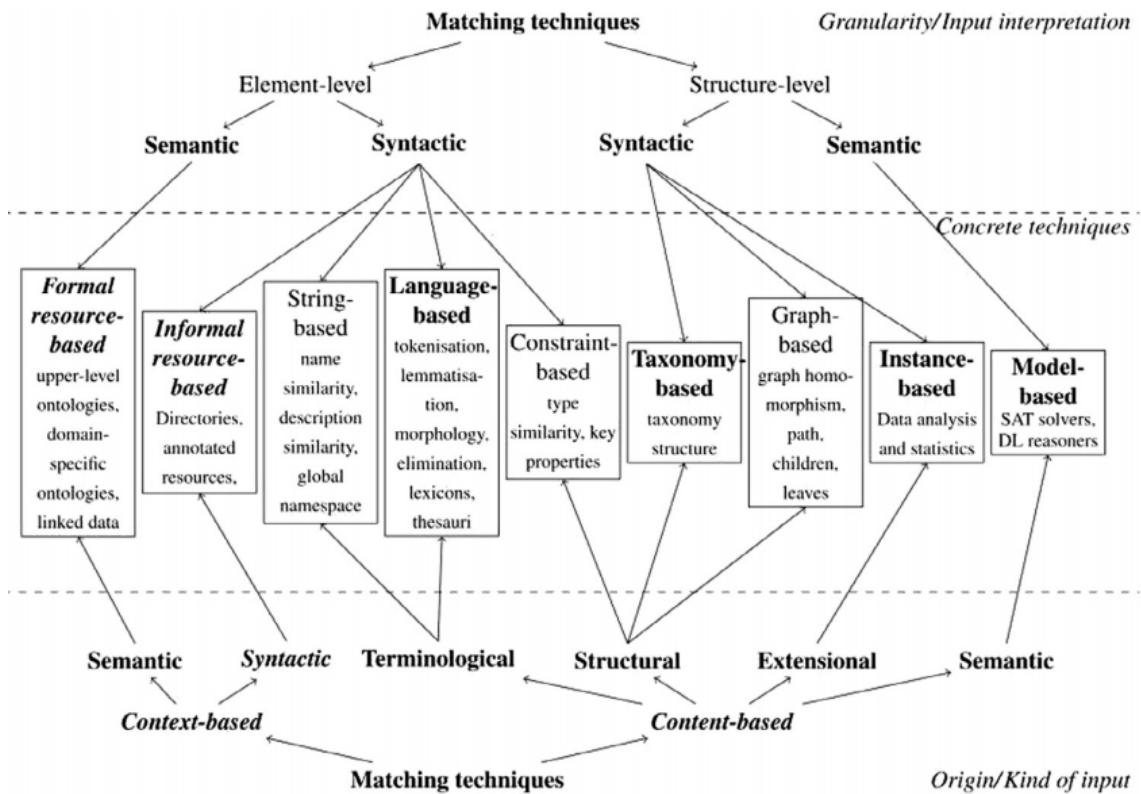 Matching techniques
Granularity/Input interpretation
Element-level
Structure-level
Semantic
Syntactic
Syntactic
Semantic
Concrete techniques
Formal
resource-
based
upper-level
ontologies,
domain-
specific
ontologies,
linked data
Informal
resource-
based
Directories,
annotated
resources,
String-
based
name
similarity,
description
similarity,
global
namespace
Language-
based
tokenisation,
lemmatisa-
tion,
morphology,
elimination,
lexicons,
thesauri
Constraint-
based
type
similarity, key
properties
Taxonomy-
based
taxonomy
structure
Graph-
based
graph homo-
morphism,
path,
children,
leaves
Instance-
based
Data analysis
and statistics
Model-
based
SAT solvers,
DL reasoners
Semantic
Syntactic
Terminological
Structural
Extensional
Semantic
Context-based
Content-based
Matching techniques
Origin/Kind of input